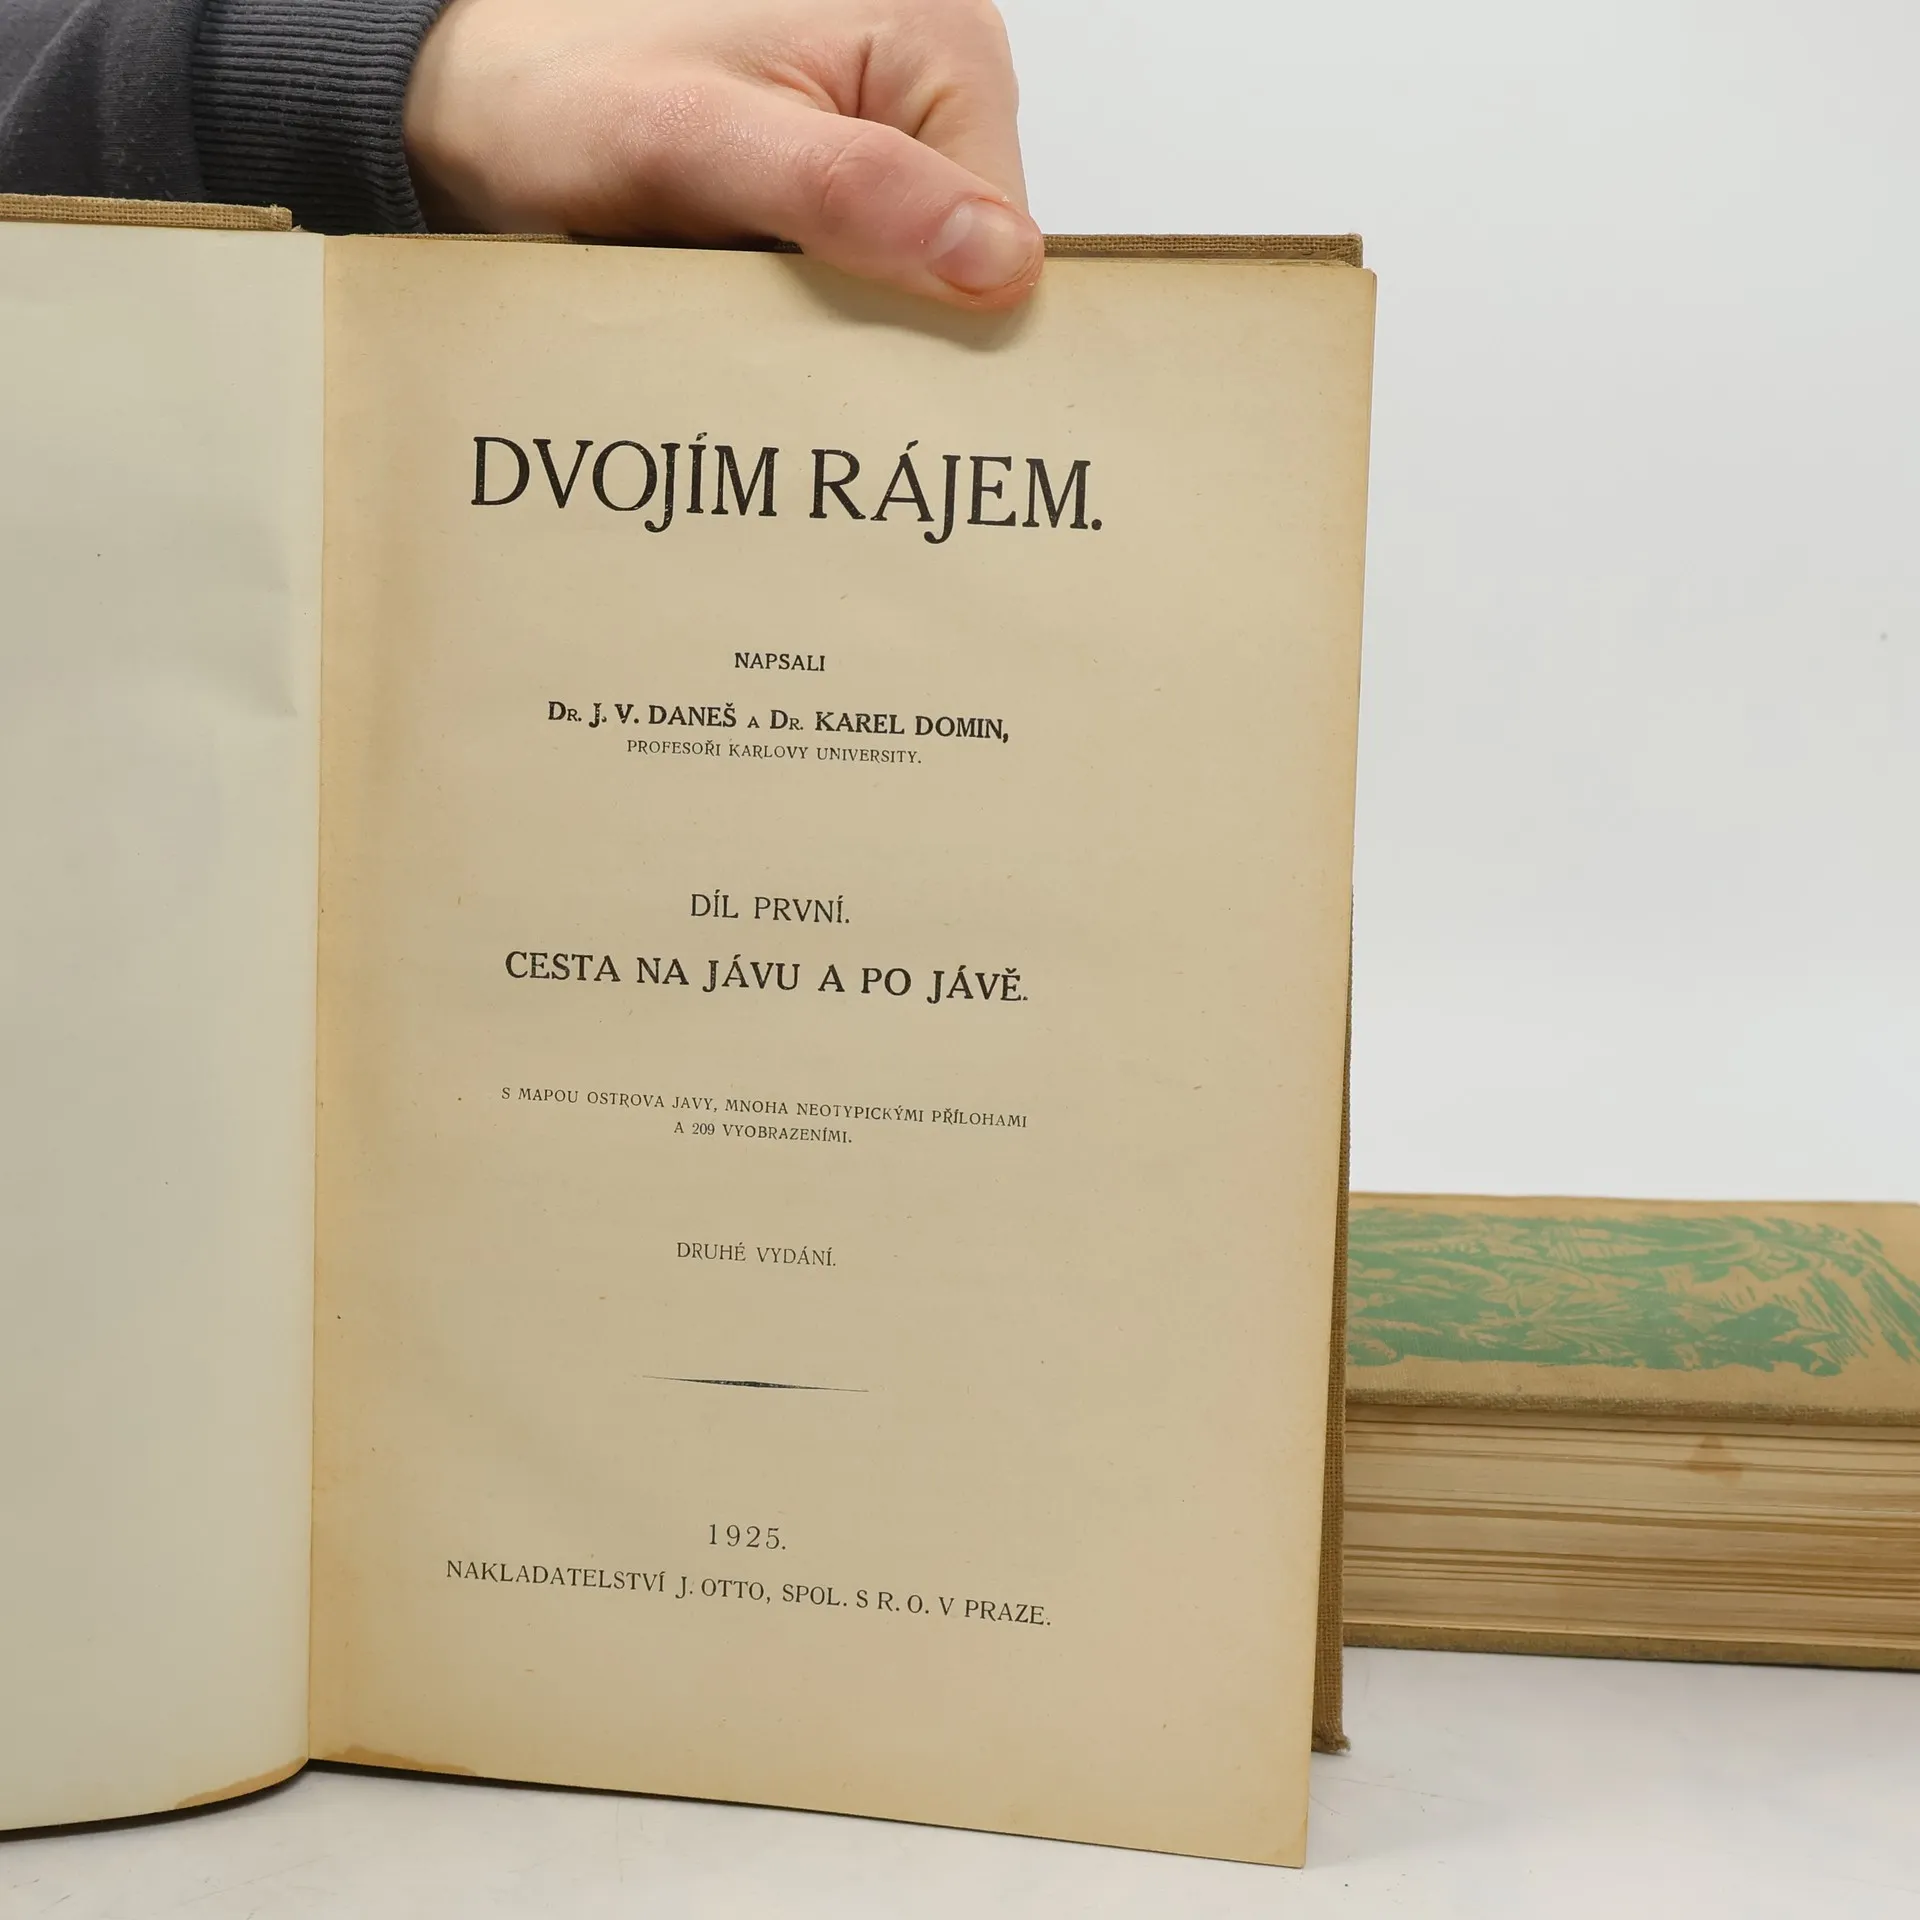 DVOJÍM RÁJEM.
NAPSALI
DR. J. V. DANEŠ A DR. KAREL DOMIN,
PROFESOŘI KARLOVY UNIVERSITY.
DÍL PRVNÍ.
CESTA NA JÁVU A PO JÁVĚ.
S MAPOU OSTROVA JAVY, MNOHA NEOTYPICKÝMI PŘÍLOHAMI
A 209 VYOBRAZENÍMI.
DRUHÉ VYDÁNÍ.
1925.
NAKLADATELSTVÍ J. OTTO, SPOL. S R. O. V PRAZE.